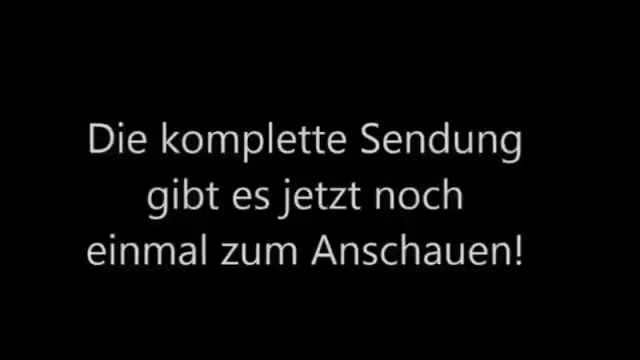 Die komplette Sendung
gibt es jetzt noch
einmal zum Anschauen!